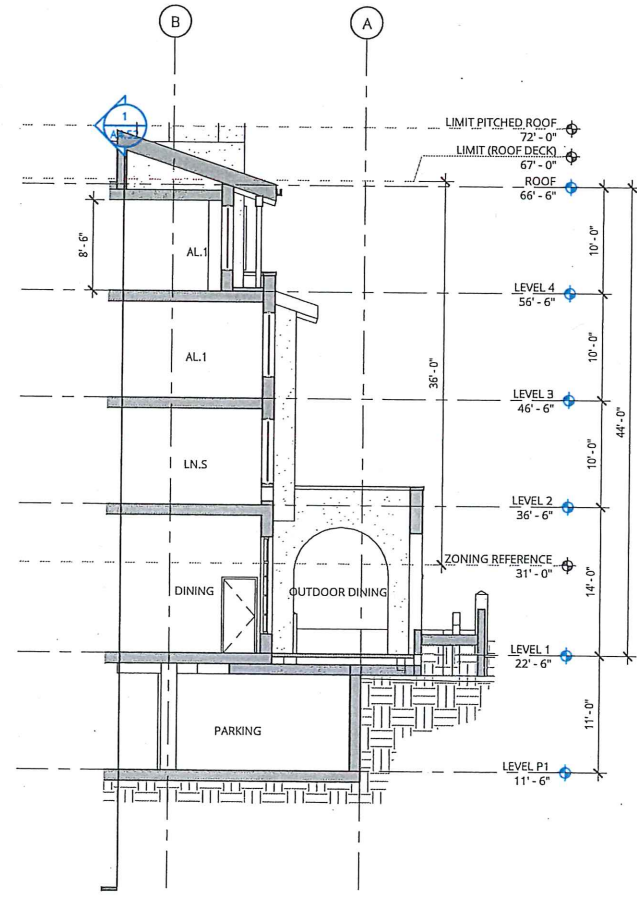 B
A
1
LIMIT PITCHED ROOF
72' - 0"
LIMIT (ROOF DECK)
67' - 0"
ROOF
66' - 6"
8' - 6"
AL.1
10' - 0"
LEVEL 4
56' - 6"
AL.1
36' - 0"
10' - 0"
LEVEL 3
46' - 6"
44' - 0"
LN.S
10' - 0"
LEVEL 2
36' - 6"
ZONING REFERENCE
31' - 0"
DINING
OUTDOOR DINING
14' - 0"
LEVEL 1
22' - 6"
11' - 0"
PARKING
LEVEL P1
11' - 6"